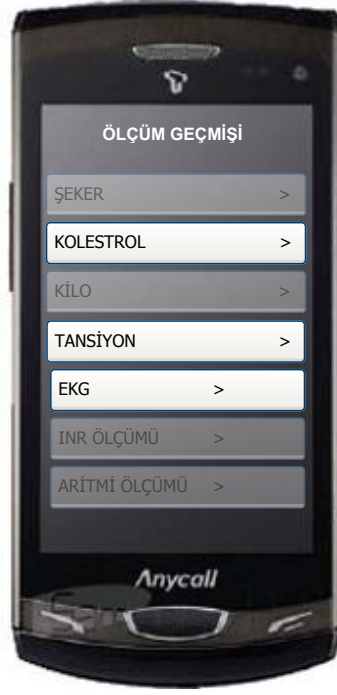 ÖLÇÜM GEÇMİŞİ
ŞEKER >
KOLESTROL >
KİLO >
TANSİYON >
EKG >
INR ÖLÇÜMÜ >
ARİTMİ ÖLÇÜMÜ >
Anycall